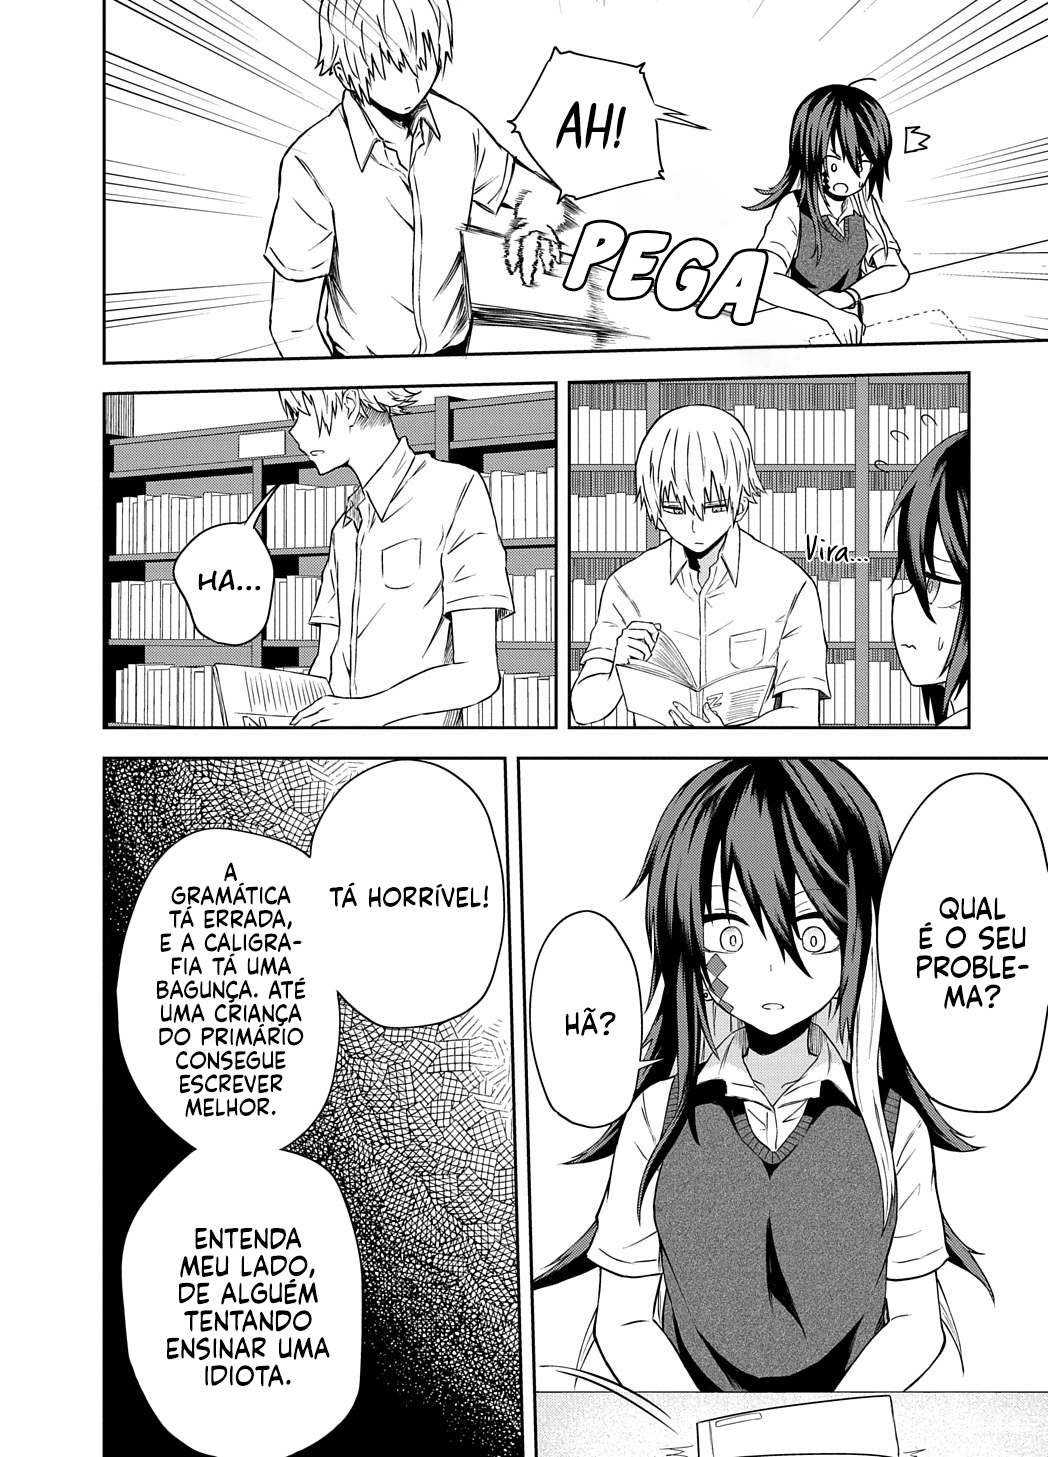 AH!
PEGA
Vira...
HA...
QUAL
É O SEU
PROBLE-
MA?
HÃ?
TÁ HORRÍVEL!
A
GRAMÁTICA
TÁ ERRADA,
E A CALIGRA-
FIA TÁ UMA
BAGUNÇA. ATÉ
UMA CRIANÇA
DO PRIMÁRIO
CONSEGUE
ESCREVER
MELHOR.
ENTENDA
MEU LADO,
DE ALGUÉM
TENTANDO
ENSINAR UMA
IDIOTA.